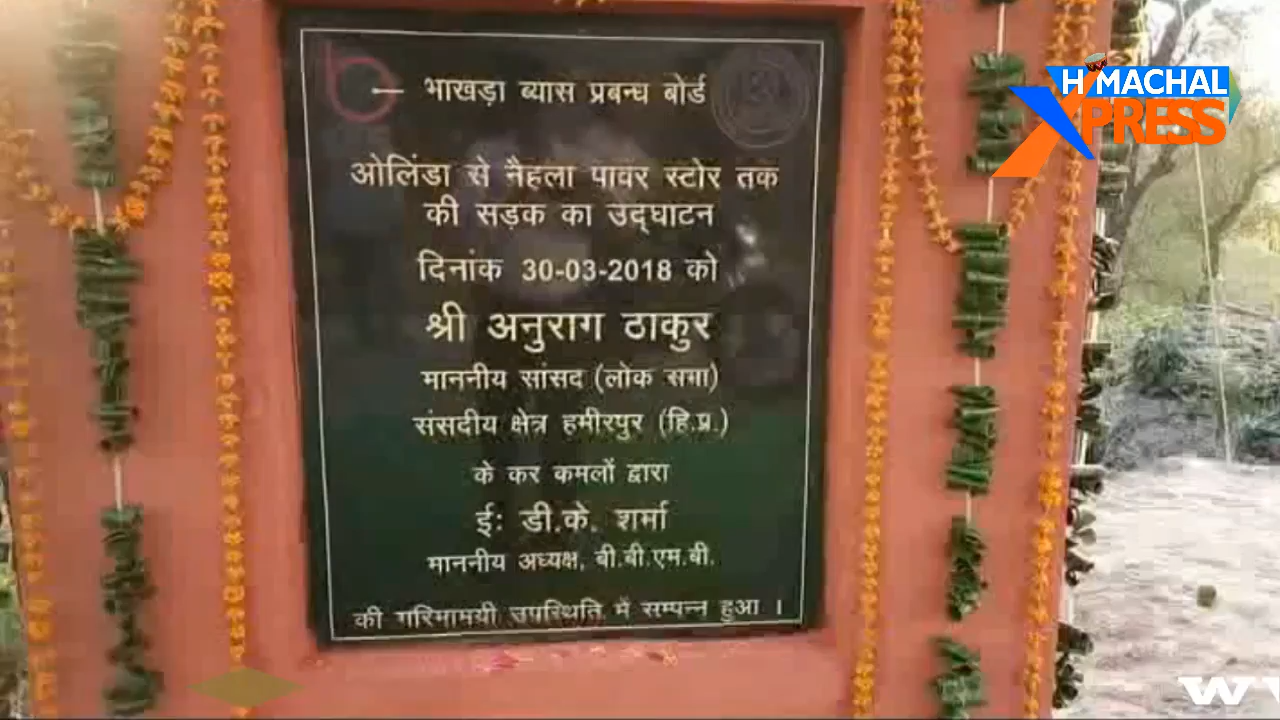 भाखड़ा ब्यास प्रबन्ध बोर्ड
ओलिंडा से नैहला पावर स्टोर तक
की सड़क का उद्घाटन
दिनांक 30-03-2018 को
श्री अनुराग ठाकुर
माननीय सांसद (लोक सभा)
संसदीय क्षेत्र हमीरपुर (हि.प्र.)
के कर कमलों द्वारा
ई: डी.के. शर्मा
माननीय अध्यक्ष, बी.बी.एम.बी.
की गरिमामयी उपस्थिति में सम्पन्न हुआ ।
HIMACHAL
XPRESS